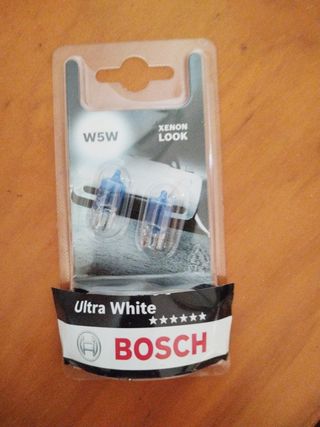 W5W
XENON
LOOK
Ultra White
BOSCH